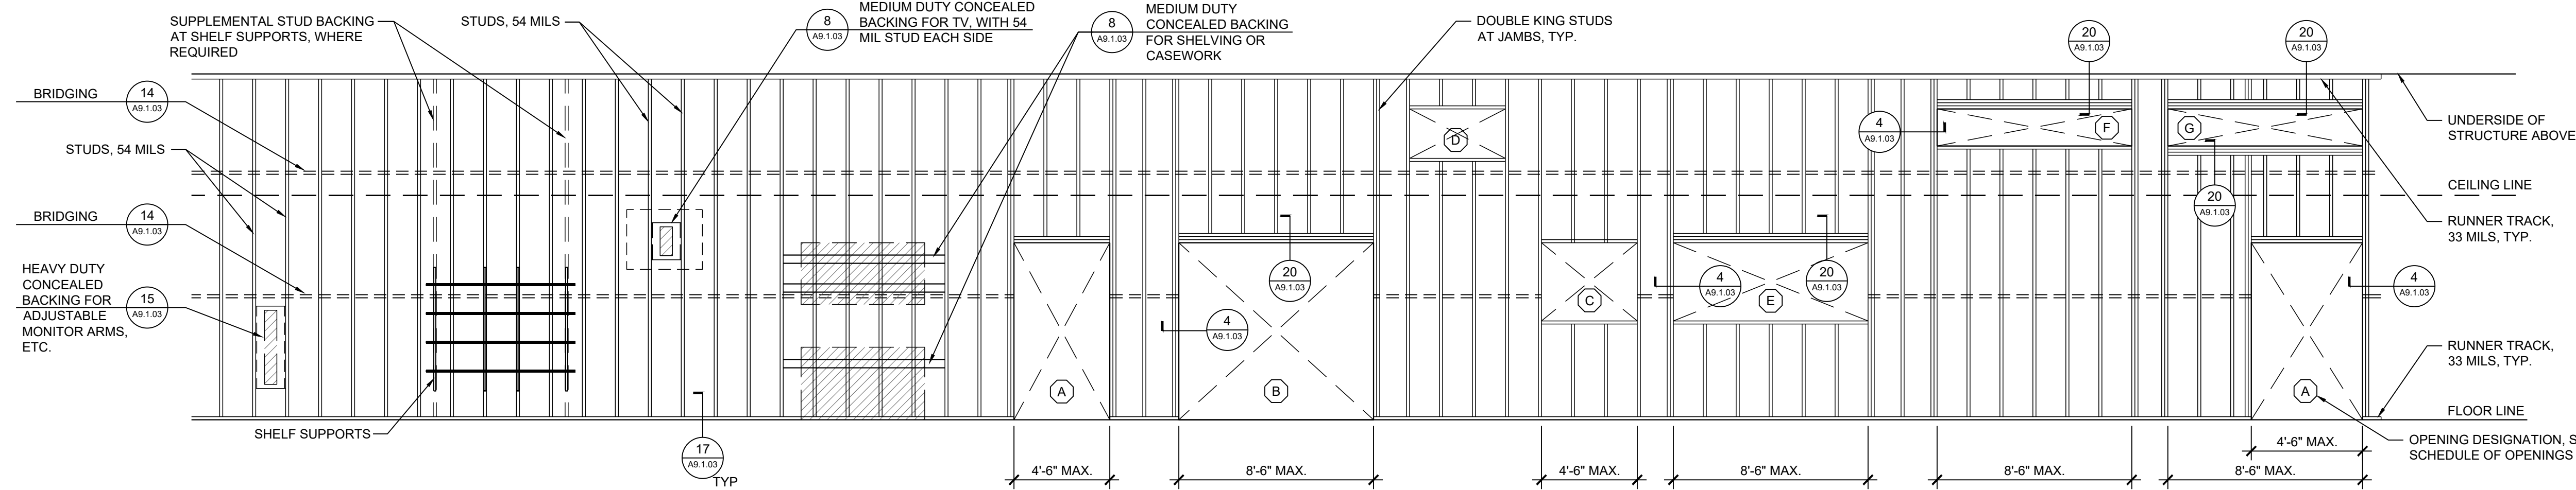 SUPPLEMENTAL STUD BACKING
AT SHELF SUPPORTS, WHERE
REQUIRED
STUDS, 54 MILS
8
A9.1.03
MEDIUM DUTY CONCEALED
BACKING FOR TV, WITH 54
MIL STUD EACH SIDE
8
A9.1.03
MEDIUM DUTY
CONCEALED BACKING
FOR SHELVING OR
CASEWORK
DOUBLE KING STUDS
AT JAMBS, TYP.
20
A9.1.03
20
A9.1.03
BRIDGING
14
A9.1.03
STUDS, 54 MILS
BRIDGING
14
A9.1.03
HEAVY DUTY
CONCEALED
BACKING FOR
ADJUSTABLE
MONITOR ARMS,
ETC.
15
A9.1.03
SHELF SUPPORTS
17
A9.1.03
TYP
A
4
A9.1.03
20
A9.1.03
B
D
C
4
A9.1.03
E
20
A9.1.03
4
A9.1.03
F
G
20
A9.1.03
4
A9.1.03
A
UNDERSIDE OF
STRUCTURE ABOVE
CEILING LINE
RUNNER TRACK,
33 MILS, TYP.
RUNNER TRACK,
33 MILS, TYP.
FLOOR LINE
OPENING DESIGNATION, S
SCHEDULE OF OPENINGS
4'-6" MAX.
8'-6" MAX.
4'-6" MAX.
8'-6" MAX.
8'-6" MAX.
4'-6" MAX.
8'-6" MAX.